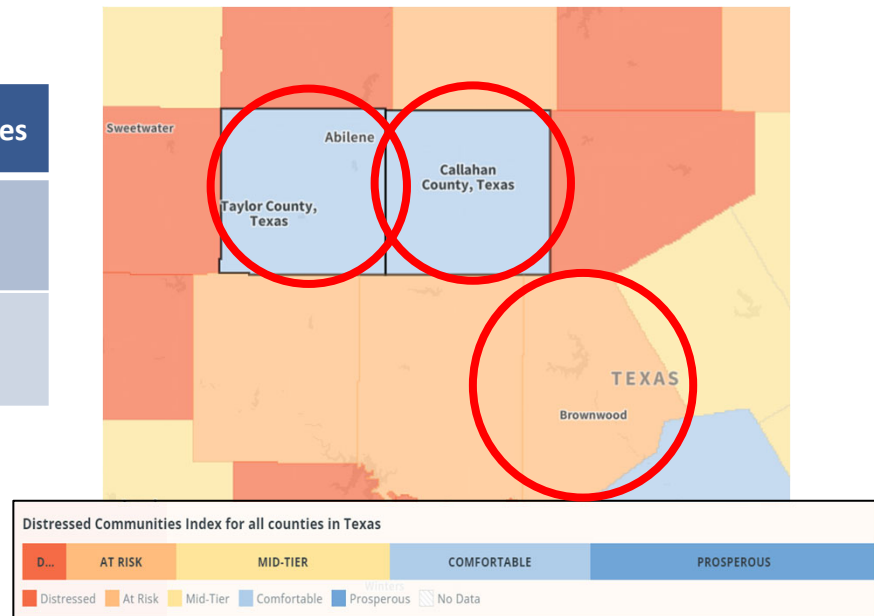 es
Sweetwater
Abilene
Callahan
County, Texas
Taylor County,
Texas
TEXAS
Brownwood
Distressed Communities Index for all counties in Texas
D... AT RISK MID-TIER COMFORTABLE PROSPEROUS
Winters
Distressed At Risk Mid-Tier Comfortable Prosperous No Data